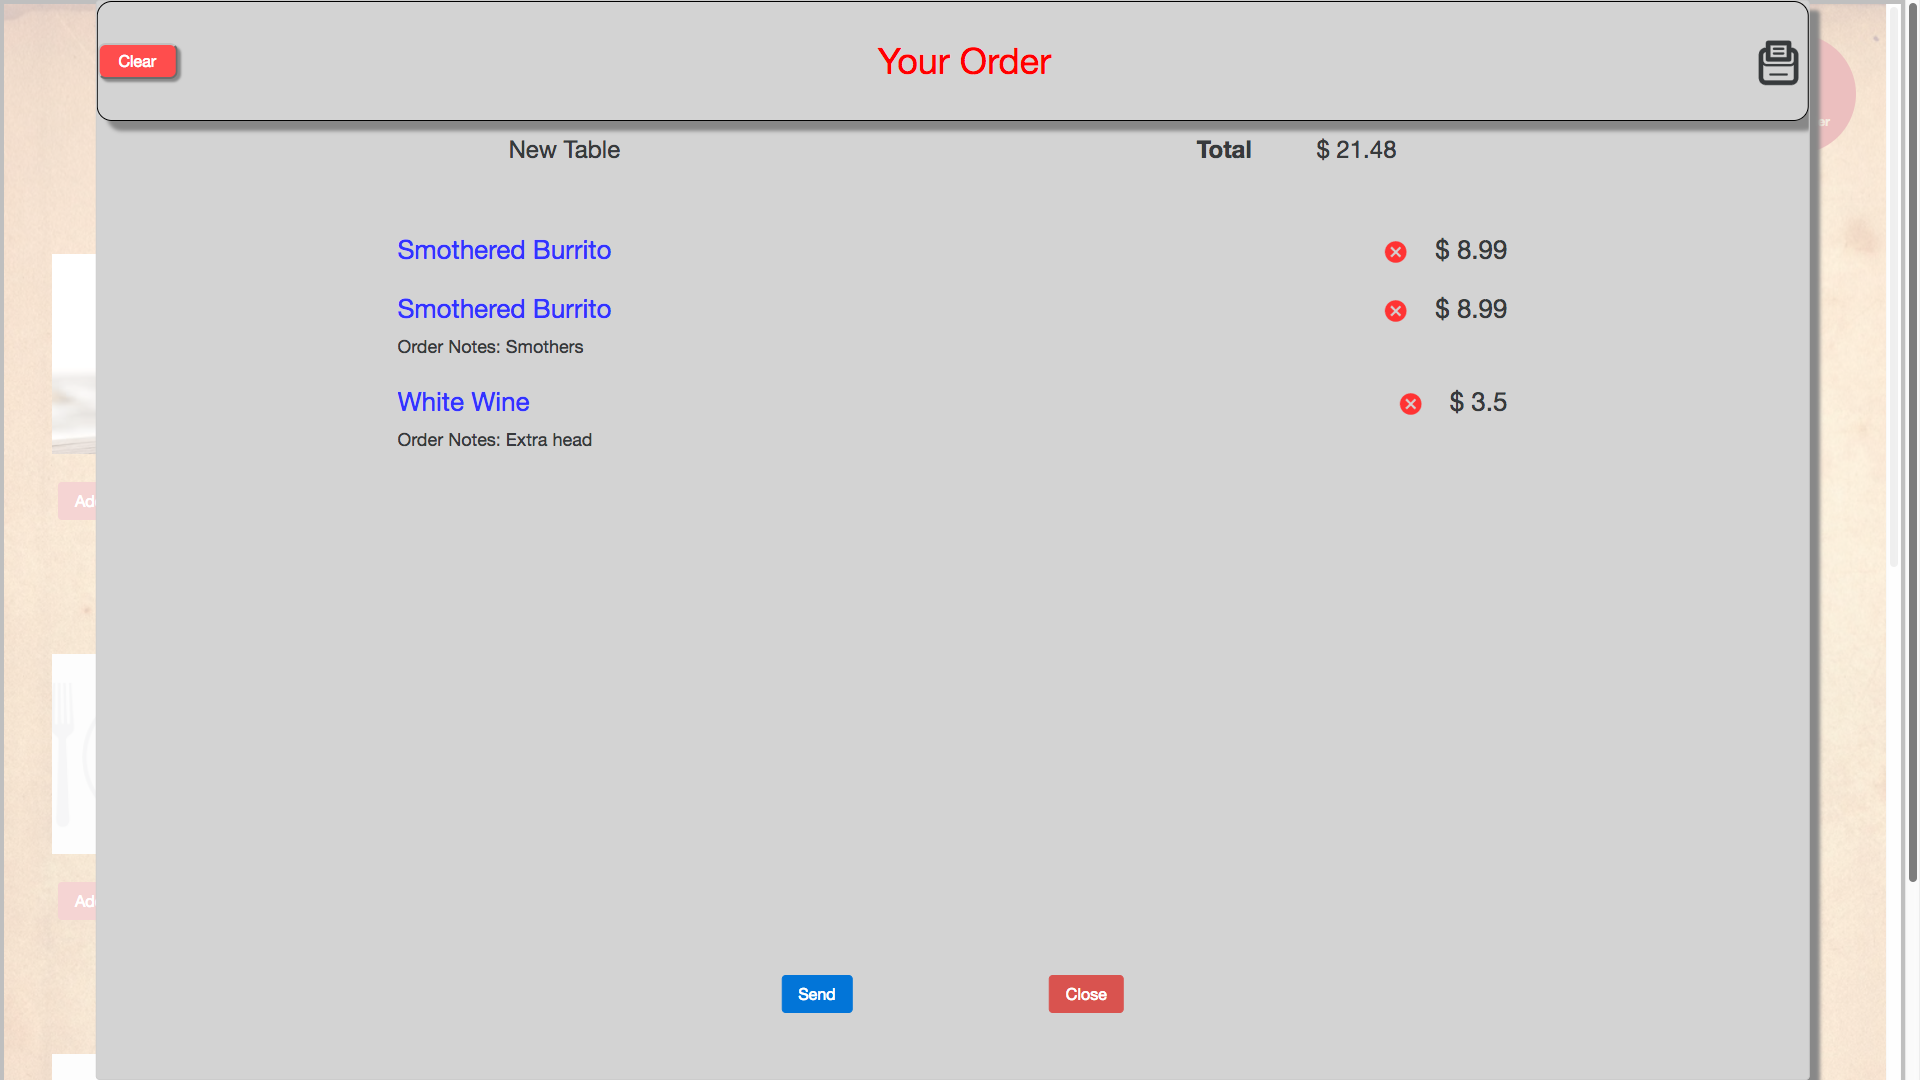 Clear
Your Order
New Table Total $ 21.48
Smothered Burrito $ 8.99
Smothered Burrito $ 8.99
Order Notes: Smothers
White Wine $ 3.5
Order Notes: Extra head
Send Close